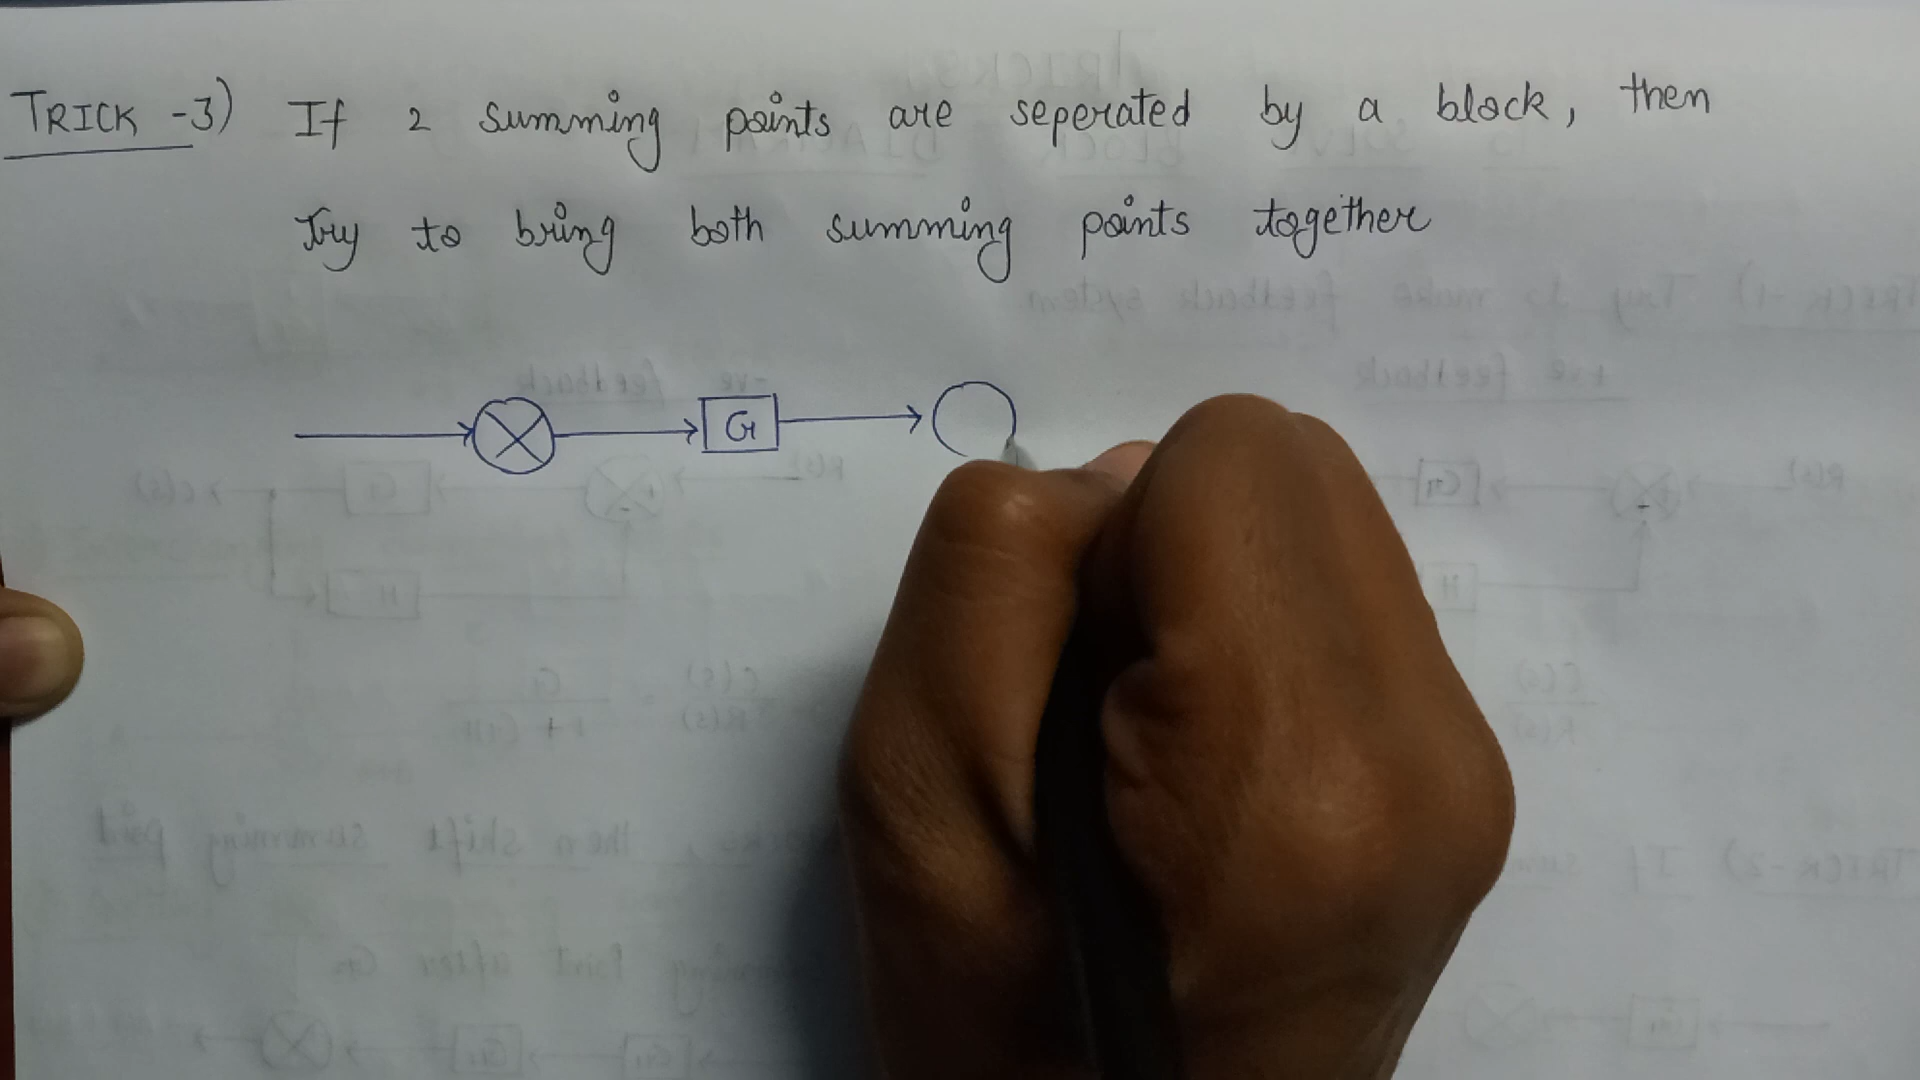 TRICK -3) If 2 summing points are seperated by a block, then
try to bring both summing points together
G